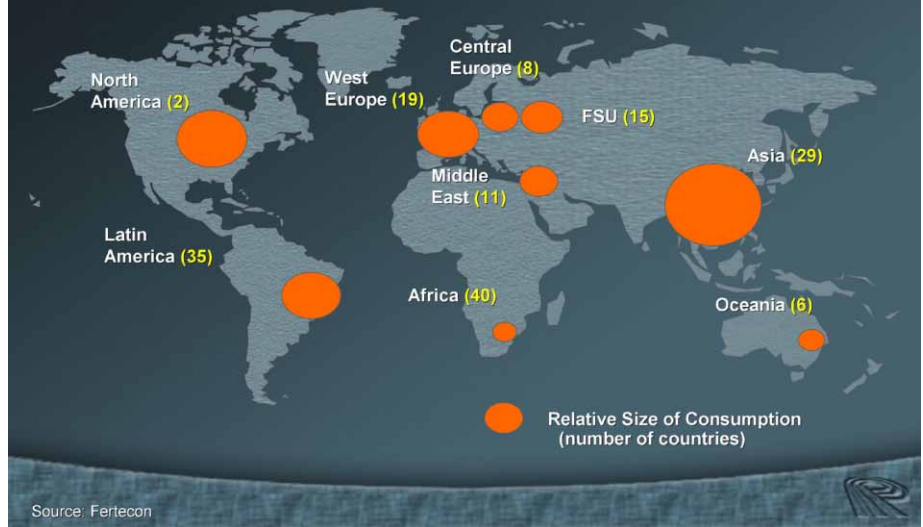 Central
Europe (8)
North
America (2)
West
Europe (19)
FSU (15)
Asia (29)
Middle
East (11)
Latin
America (35)
Africa (40)
Oceania (6)
Relative Size of Consumption
(number of countries)
Source: Fertecon